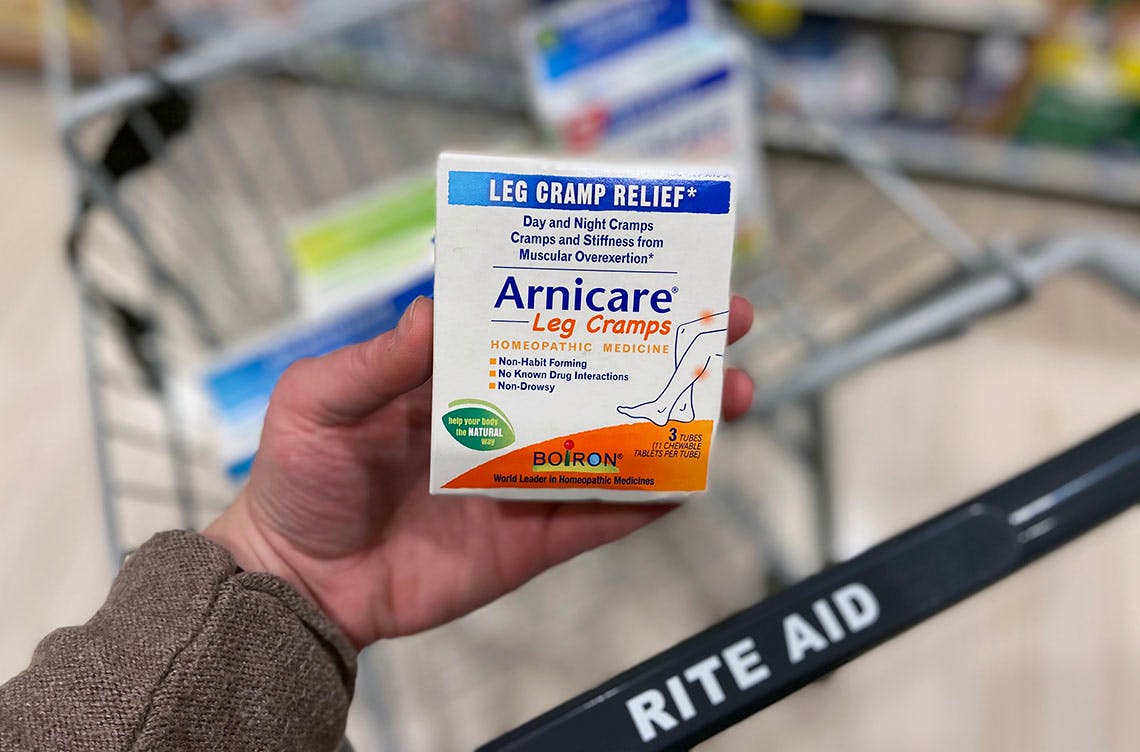 LEG CRAMP RELIEF*
Day and Night Cramps
Cramps and Stiffness from
Muscular Overexertion*
Arnicare®
Leg Cramps
HOMEOPATHIC MEDICINE
Non-Habit Forming
No Known Drug Interactions
Non-Drowsy
help your body
the NATURAL
way
3 TUBES
(11 CHEWABLE
TABLETS PER TUBE)
BOIRON®
World Leader in Homeopathic Medicines
RITE AID